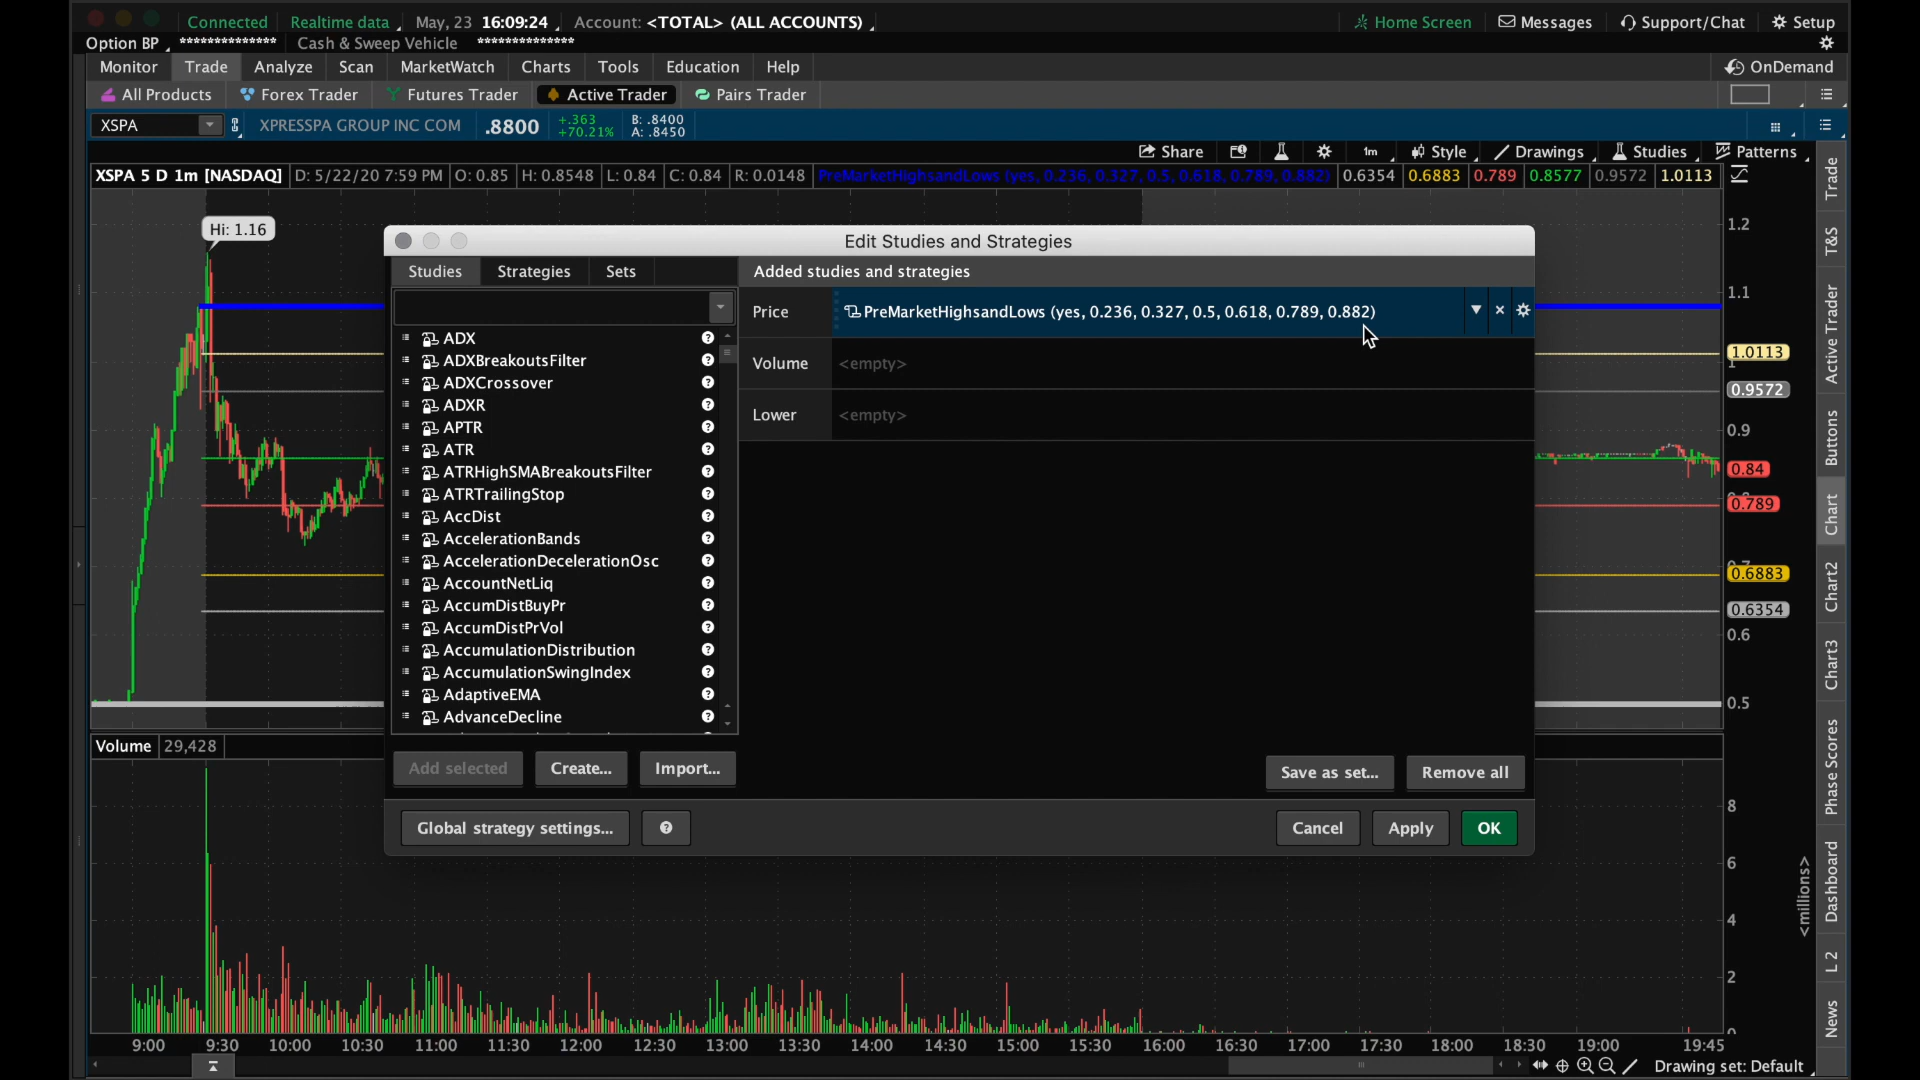 Connected Realtime data May, 23 16:09:24 Account: <TOTAL> (ALL ACCOUNTS) Home Screen Messages Support/Chat Setup
Option BP ************** Cash & Sweep Vehicle **************
Monitor Trade Analyze Scan MarketWatch Charts Tools Education Help OnDemand
All Products Forex Trader Futures Trader Active Trader Pairs Trader
XSPA XPRESSPA GROUP INC COM .8800 +.363 B: .8400
+70.21% A: .8450
Share 1m Style Drawings Studies Patterns
XSPA 5 D 1m [NASDAQ] D: 5/22/20 7:59 PM O: 0.85 H: 0.8548 L: 0.84 C: 0.84 R: 0.0148 PreMarketHighsandLows (yes, 0.236, 0.327, 0.5, 0.618, 0.789, 0.882) 0.6354 0.6883 0.789 0.8577 0.9572 1.0113
Hi: 1.16
Edit Studies and Strategies
Studies Strategies Sets Added studies and strategies
Price PreMarketHighsandLows (yes, 0.236, 0.327, 0.5, 0.618, 0.789, 0.882)
Volume <empty>
Lower <empty>
ADX
ADXBreakoutsFilter
ADXCrossover
ADXR
APTR
ATR
ATRHighSMABreakoutsFilter
ATRTrailingStop
AccDist
AccelerationBands
AccelerationDecelerationOsc
AccountNetLiq
AccumDistBuyPr
AccumDistPrVol
AccumulationDistribution
AccumulationSwingIndex
AdaptiveEMA
AdvanceDecline
Add selected Create... Import... Save as set... Remove all
Global strategy settings... ? Cancel Apply OK
1.2
1.1
1.0113
1
0.9572
0.9
0.84
0.789
0.6883
0.6354
0.6
0.5
Volume 29,428
8
6
4
2
0
<millions>
9:00 9:30 10:00 10:30 11:00 11:30 12:00 12:30 13:00 13:30 14:00 14:30 15:00 15:30 16:00 16:30 17:00 17:30 18:00 18:30 19:00 19:45
Drawing set: Default
Trade
T&S
Active Trader
Buttons
Chart
Chart2
Chart3
Phase Scores
Dashboard
L 2
News